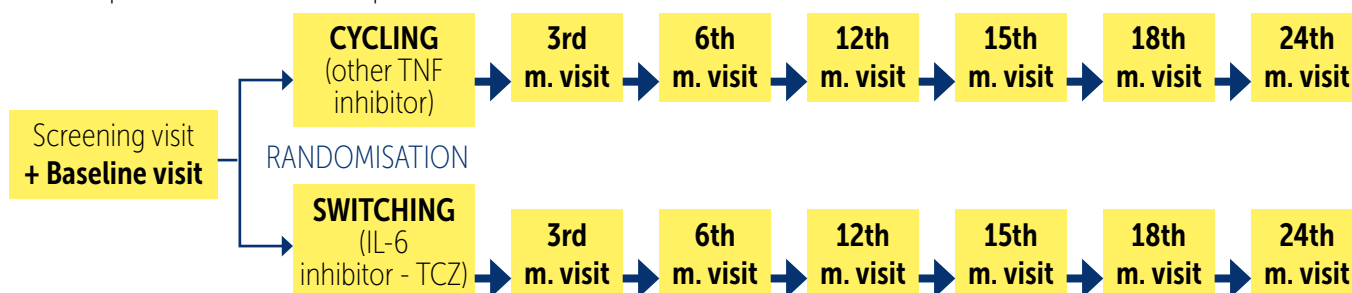 CYCLING
(other TNF
inhibitor)
3rd
m. visit
6th
m. visit
12th
m. visit
15th
m. visit
18th
m. visit
24th
m. visit
Screening visit
+ Baseline visit
RANDOMISATION
SWITCHING
(IL-6
inhibitor - TCZ)
3rd
m. visit
6th
m. visit
12th
m. visit
15th
m. visit
18th
m. visit
24th
m. visit